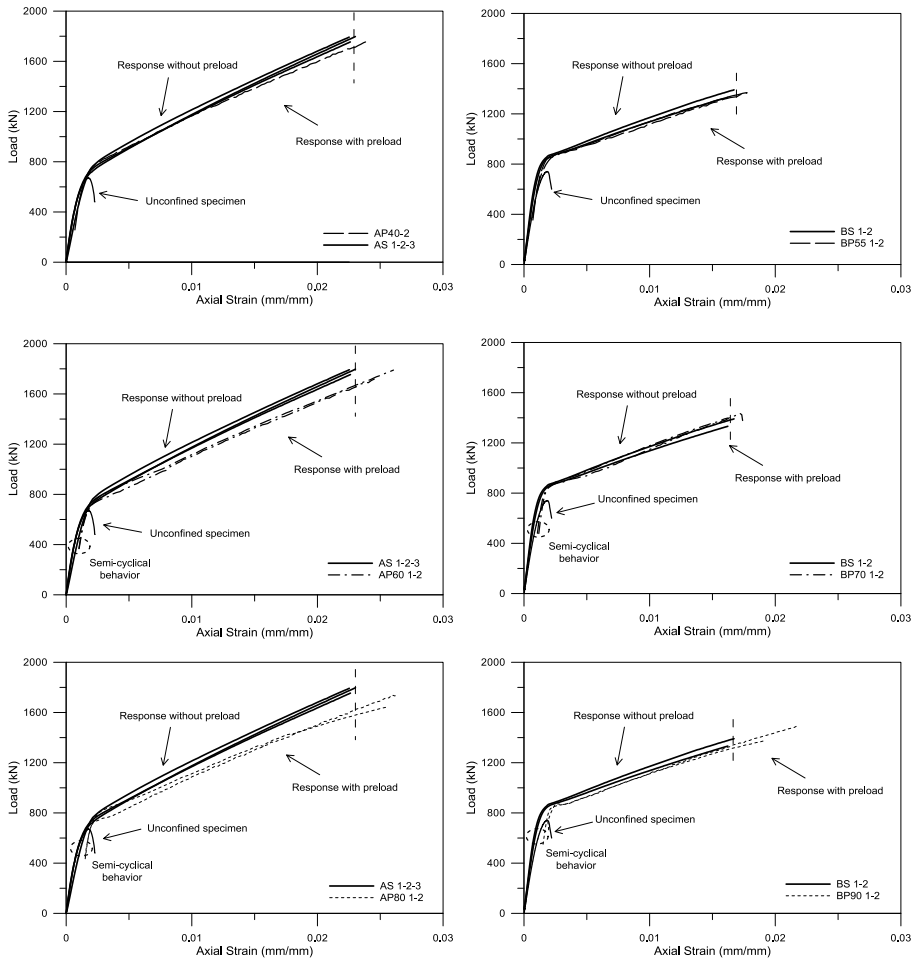 2000
1600
1200
800
400
0
Load (kN)
Response without preload
Response with preload
Unconfined specimen
AP40-2
AS 1-2-3
0
0.01
0.02
0.03
Axial Strain (mm/mm)
2000
1600
1200
800
400
0
Load (kN)
Response without preload
Response with preload
Unconfined specimen
BS 1-2
BP55 1-2
0
0.01
0.02
0.03
Axial Strain (mm/mm)
2000
1600
1200
800
400
0
Load (kN)
Response without preload
Response with preload
Unconfined specimen
Semi-cyclical
behavior
AS 1-2-3
AP60 1-2
0
0.01
0.02
0.03
Axial Strain (mm/mm)
2000
1600
1200
800
400
0
Load (kN)
Response without preload
Response with preload
Unconfined specimen
Semi-cyclical
behavior
BS 1-2
BP70 1-2
0
0.01
0.02
0.03
Axial Strain (mm/mm)
2000
1600
1200
800
400
0
Load (kN)
Response without preload
Response with preload
Unconfined specimen
Semi-cyclical
behavior
AS 1-2-3
AP80 1-2
0
0.01
0.02
0.03
Axial Strain (mm/mm)
2000
1600
1200
800
400
0
Load (kN)
Response without preload
Response with preload
Unconfined specimen
Semi-cyclical
behavior
BS 1-2
BP90 1-2
0
0.01
0.02
0.03
Axial Strain (mm/mm)